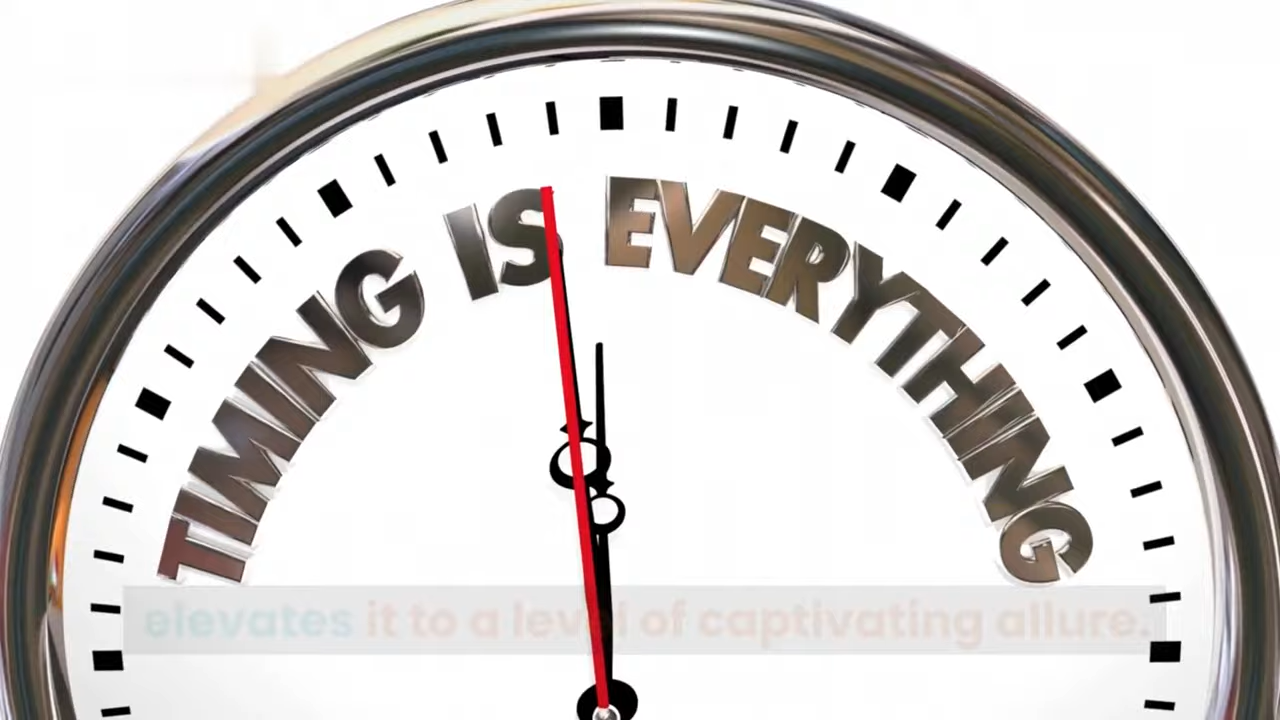 TIMING IS EVERYTHING
elevates it to a level of captivating allure.